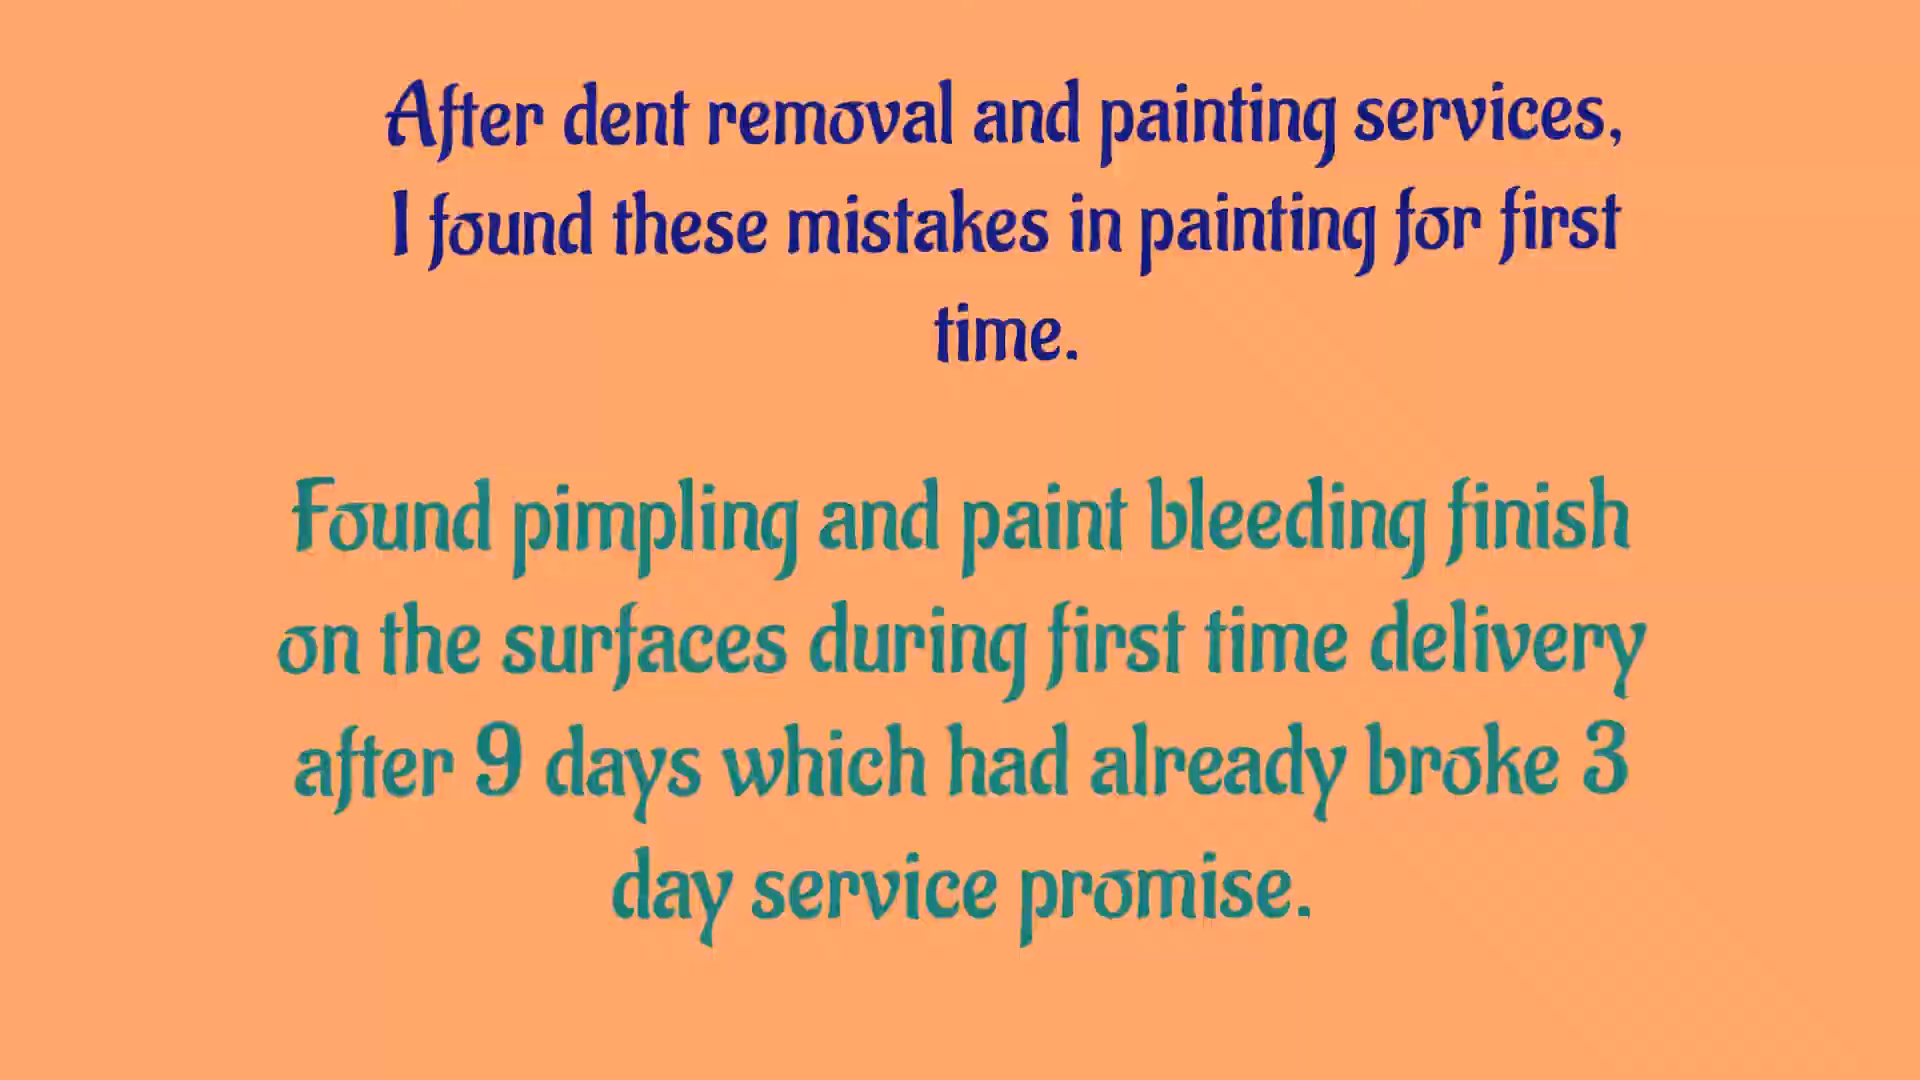 After dent removal and painting services,
I found these mistakes in painting for first
time.
Found pimpling and paint bleeding finish
on the surfaces during first time delivery
after 9 days which had already broke 3
day service promise.